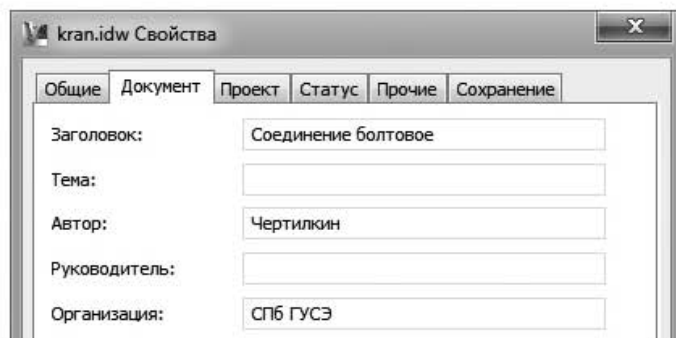 kran.idw Свойства
Общие Документ Проект Статус Прочие Сохранение
Заголовок: Соединение болтовое
Тема:
Автор: Чертилкин
Руководитель:
Организация: СПб ГУСЭ